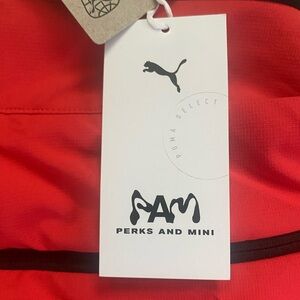 PUMA SELECT
PAM
PERKS AND MINI